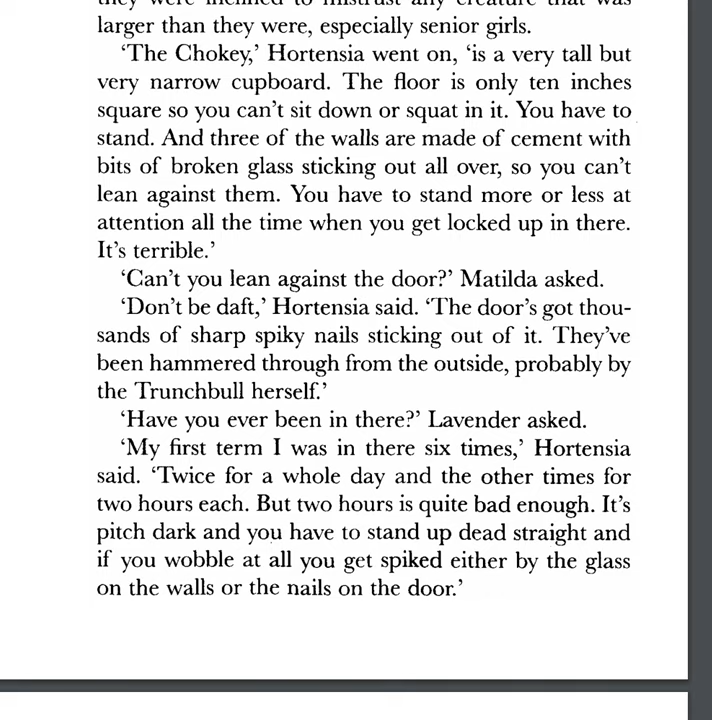 they were inclined to mistrust any creature that was
larger than they were, especially senior girls.
‘The Chokey,’ Hortensia went on, ‘is a very tall but
very narrow cupboard. The floor is only ten inches
square so you can’t sit down or squat in it. You have to
stand. And three of the walls are made of cement with
bits of broken glass sticking out all over, so you can’t
lean against them. You have to stand more or less at
attention all the time when you get locked up in there.
It’s terrible.’
‘Can’t you lean against the door?’ Matilda asked.
‘Don’t be daft,’ Hortensia said. ‘The door’s got thou-
sands of sharp spiky nails sticking out of it. They’ve
been hammered through from the outside, probably by
the Trunchbull herself.’
‘Have you ever been in there?’ Lavender asked.
‘My first term I was in there six times,’ Hortensia
said. ‘Twice for a whole day and the other times for
two hours each. But two hours is quite bad enough. It’s
pitch dark and you have to stand up dead straight and
if you wobble at all you get spiked either by the glass
on the walls or the nails on the door.’